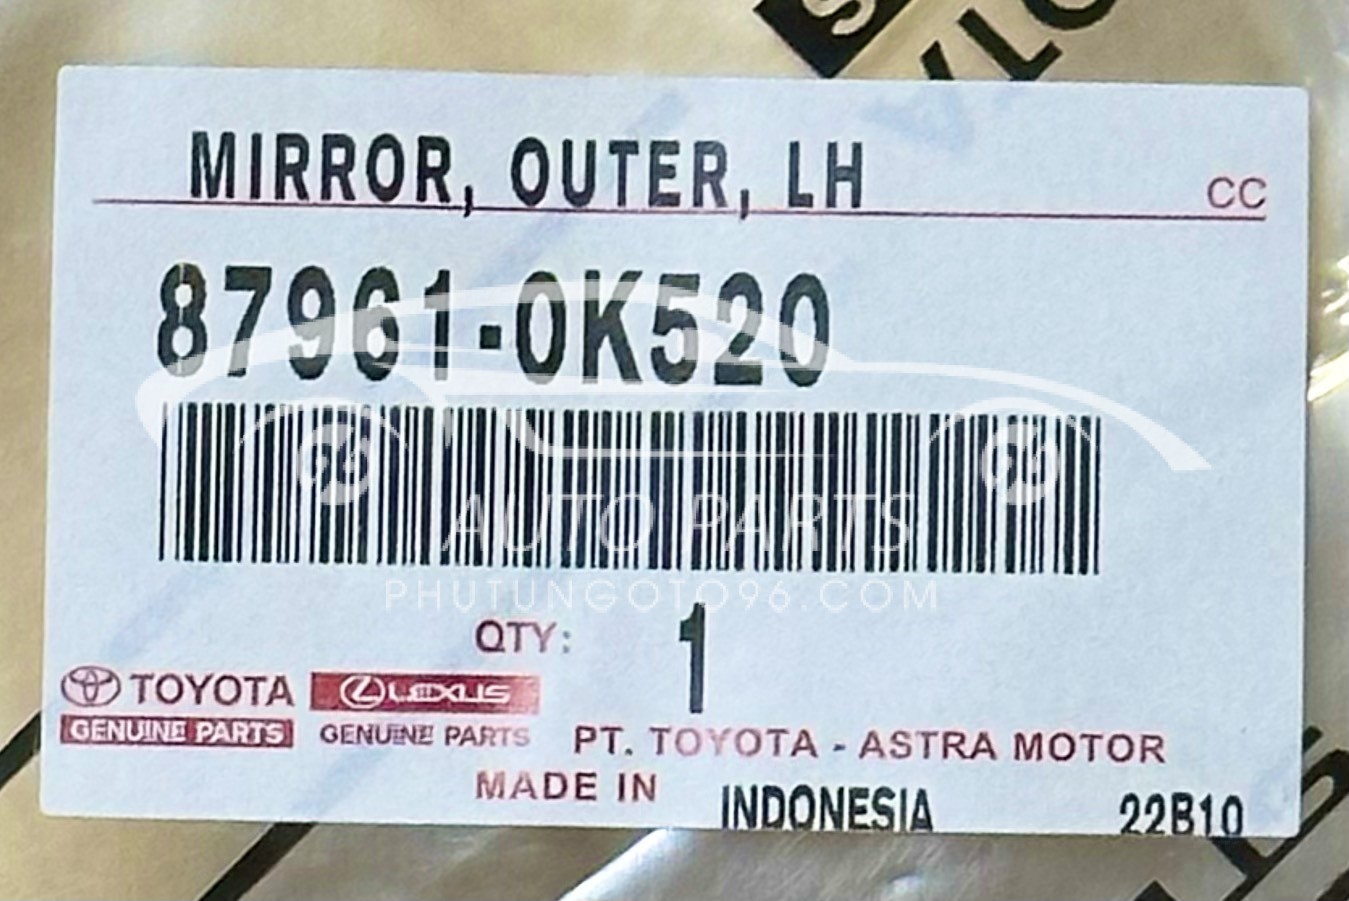 MIRROR, OUTER, LH
CC
87961-0K520
AUTO PARTS
PHUTUNGOTO96.COM
QTY: 1
TOYOTA
GENUINE PARTS
LEXUS
GENUINE PARTS
PT. TOYOTA - ASTRA MOTOR
MADE IN INDONESIA
22B10